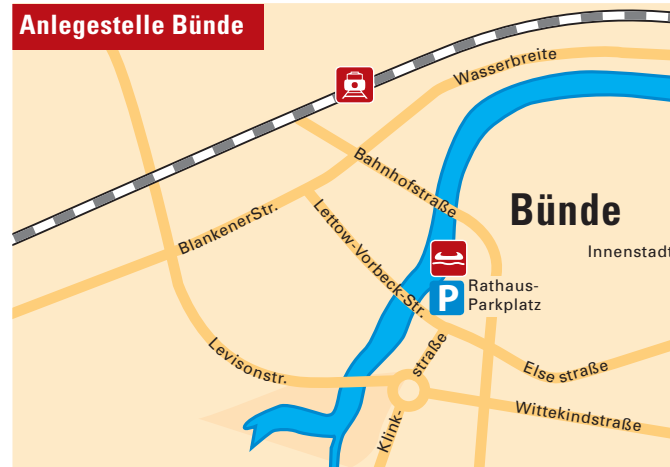 Anlegestelle Bünde
Wasserbreite
Bahnhofstraße
Bünde
BlankenerStr.
Lettow-Vorbeck-Str.
Innenstadt
P
Rathaus-
Parkplatz
Levisonstr.
Klink-
straße
Else straße
Wittekindstraße